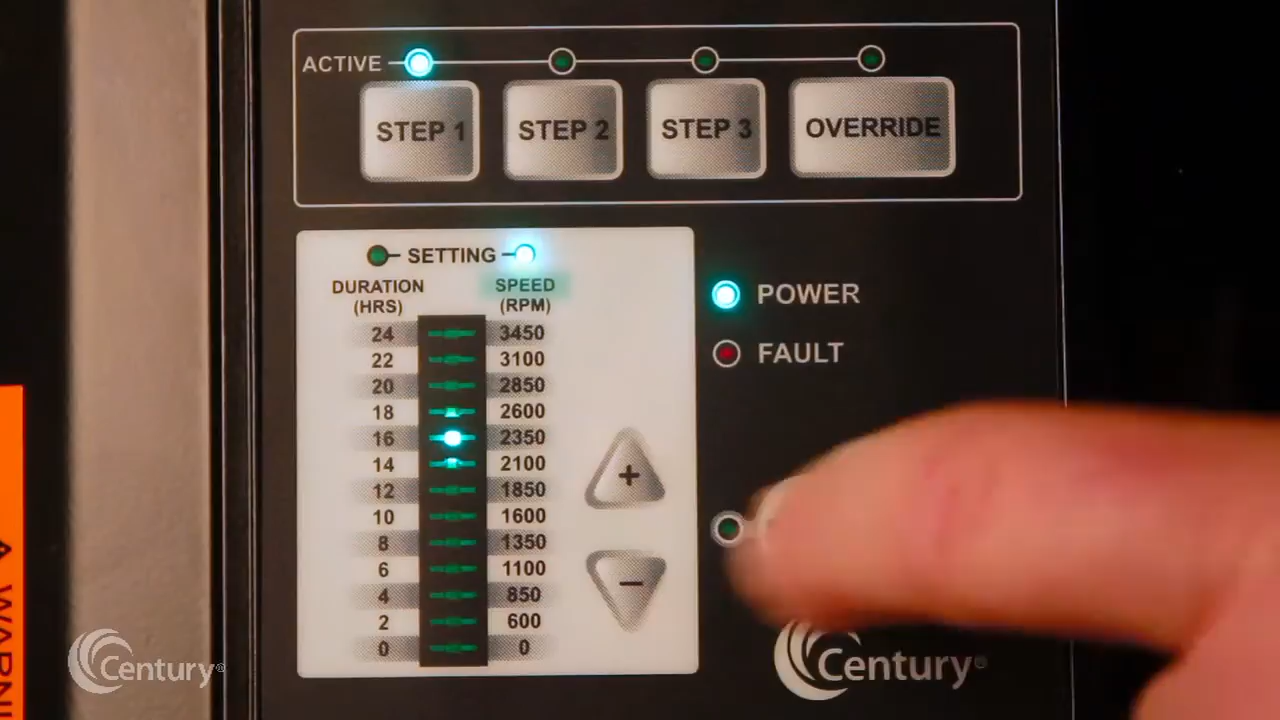 ACTIVE
STEP 1 STEP 2 STEP 3 OVERRIDE
SETTING
DURATION SPEED
(HRS) (RPM)
24 3450
22 3100
20 2850
18 2600
16 2350
14 2100
12 1850
10 1600
8 1350
6 1100
4 850
2 600
0 0
+
−
POWER
FAULT
Century®
Century®